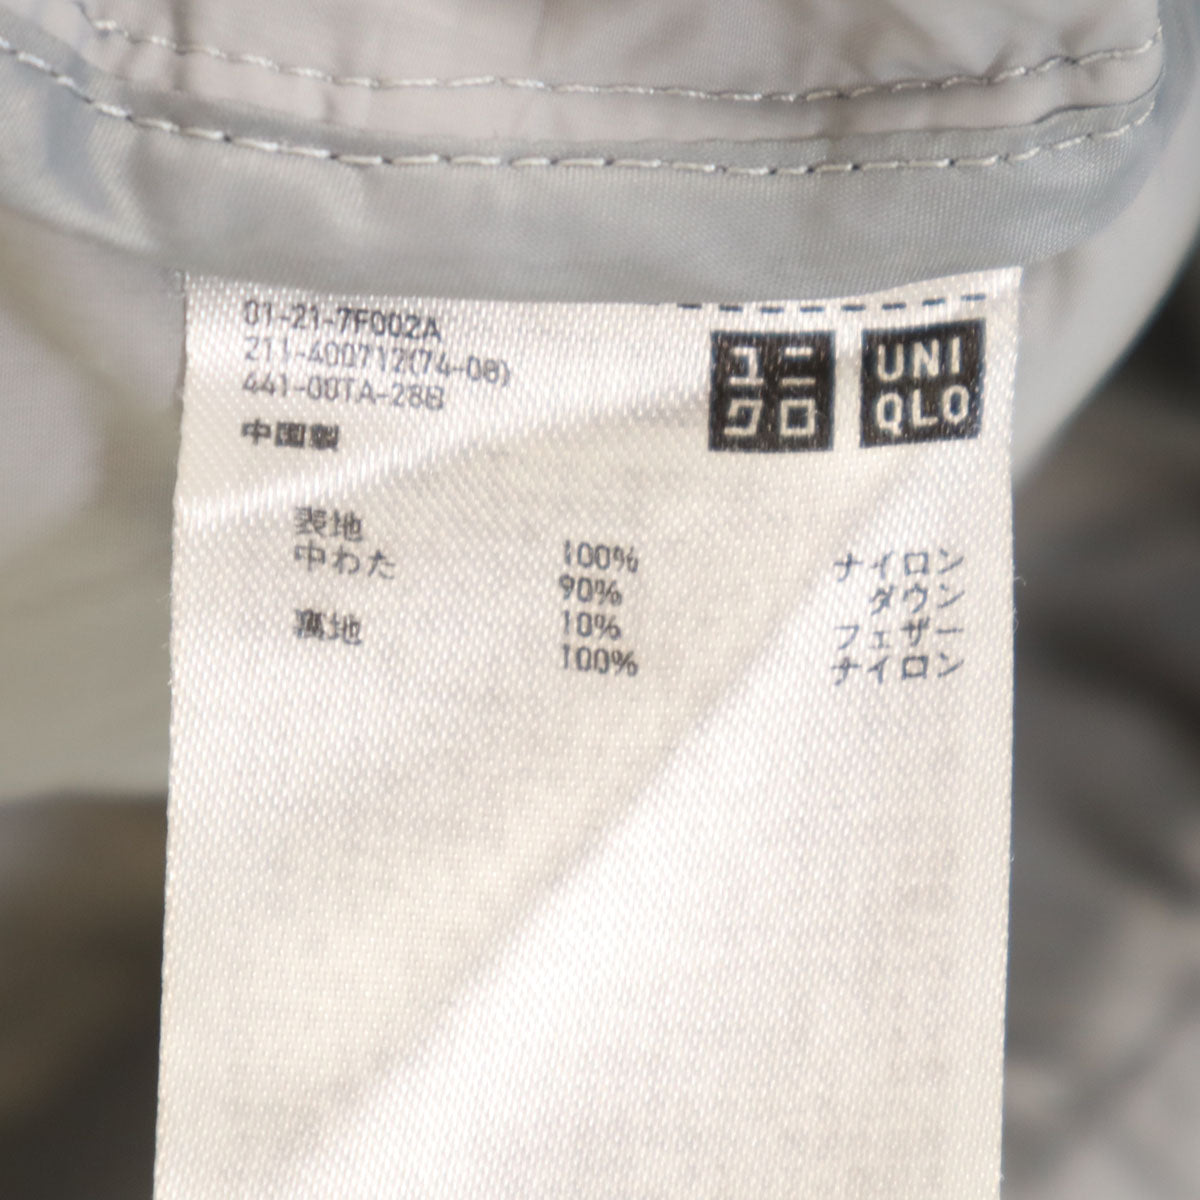 01-21-7F002A
211-400712(74-08)
441-00TA-28B
中国製
ユニ
クロ
UNI
QLO
表地 100% ナイロン
中わた 90% ダウン
10% フェザー
裏地 100% ナイロン